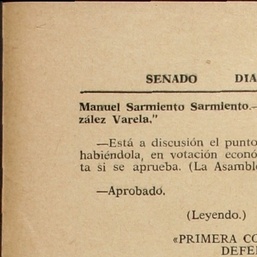 SENADO DIA
Manuel Sarmiento Sarmiento.—
zález Varela."
—Está a discusión el punto
habiéndola, en votación econó
ta si se aprueba. (La Asamble
—Aprobado.
(Leyendo.)
«PRIMERA CO
DEFE